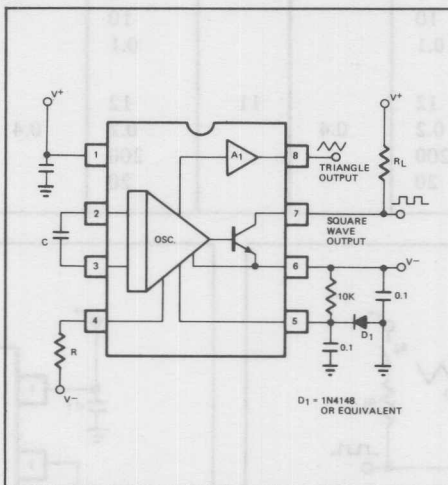 V+
1
2
3
4
C
R
V−
OSC.
A1
8
TRIANGLE
OUTPUT
7
SQUARE
WAVE
OUTPUT
6
5
V+
RL
V−
10K
0.1
D1
0.1
D1 = 1N4148
OR EQUIVALENT